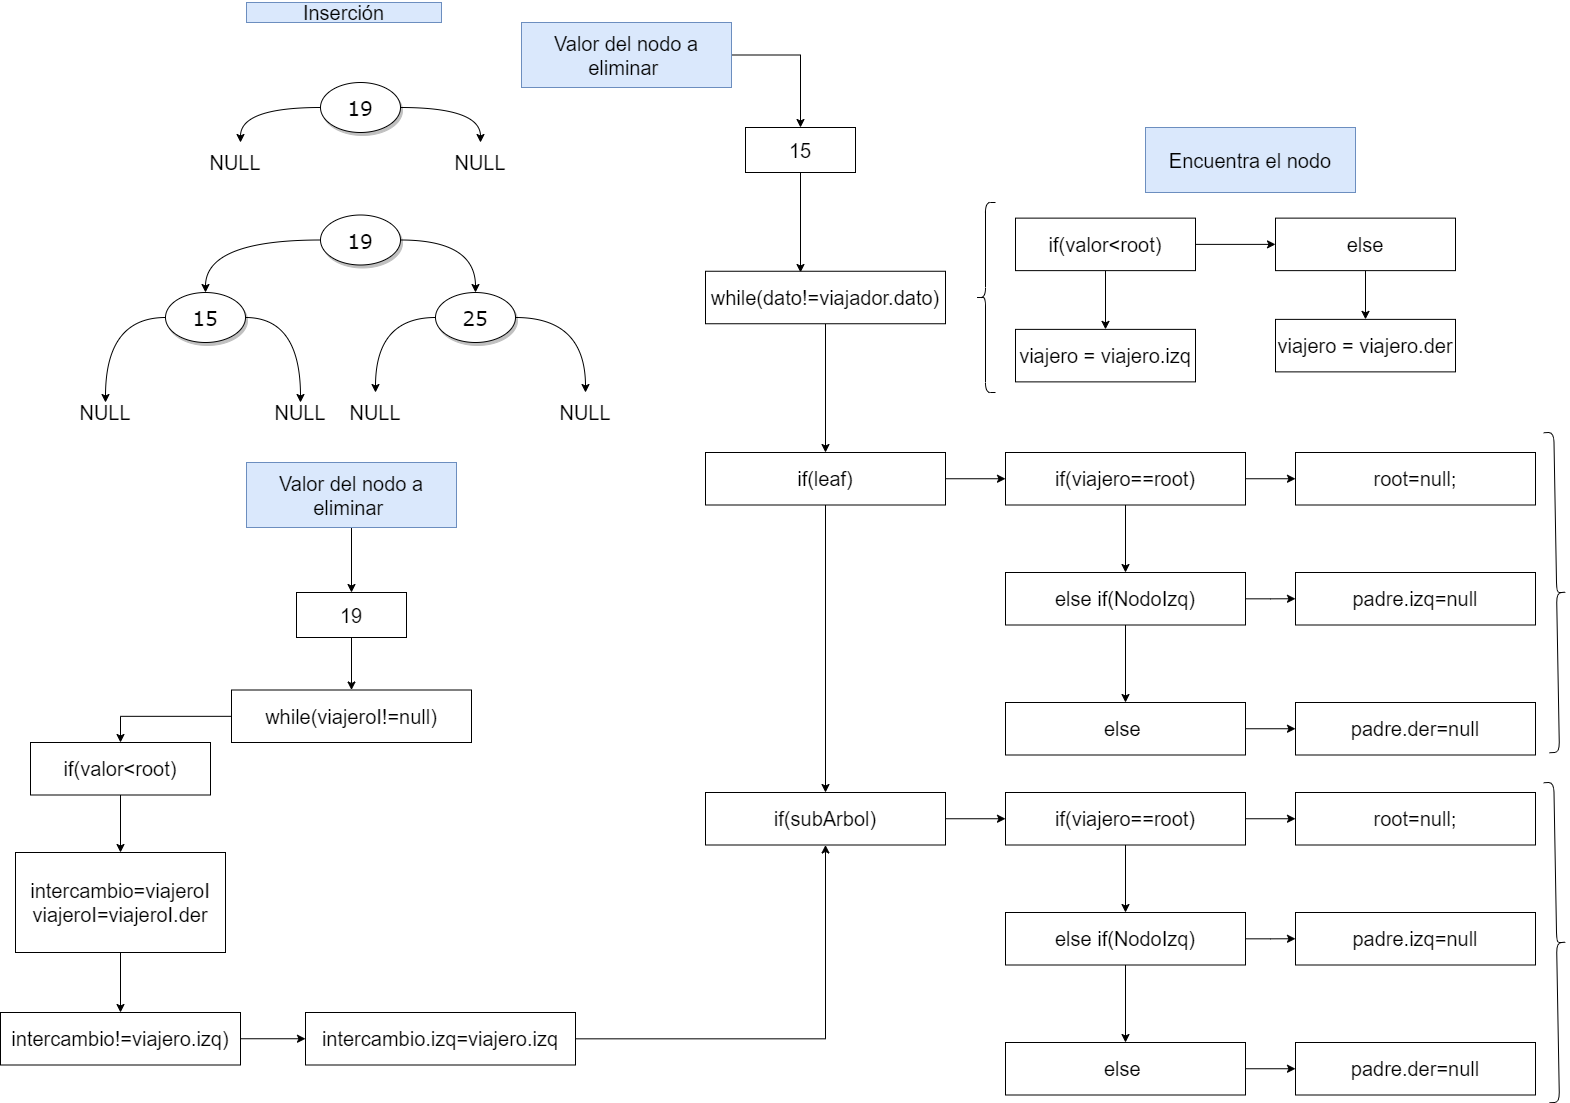 Inserción
19
NULL
NULL
19
15
25
NULL
NULL
NULL
NULL
Valor del nodo a
eliminar
19
while(viajeroI!=null)
if(valor<root)
intercambio=viajeroI
viajeroI=viajeroI.der
intercambio!=viajero.izq)
intercambio.izq=viajero.izq
Valor del nodo a
eliminar
15
while(dato!=viajador.dato)
Encuentra el nodo
if(valor<root)
else
viajero = viajero.izq
viajero = viajero.der
if(leaf)
if(viajero==root)
root=null;
else if(NodoIzq)
padre.izq=null
else
padre.der=null
if(subArbol)
if(viajero==root)
root=null;
else if(NodoIzq)
padre.izq=null
else
padre.der=null